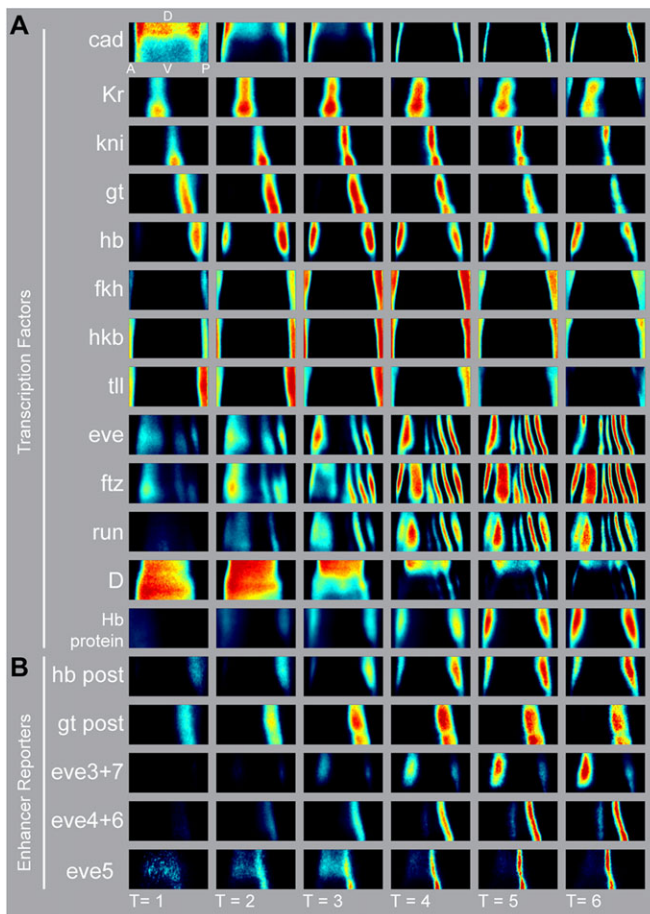 A
cad
D
A V P
Kr
kni
gt
hb
fkh
hkb
tll
eve
ftz
run
D
Hb
protein
Transcription Factors
B
hb post
gt post
eve3+7
eve4+6
eve5
Enhancer Reporters
T= 1 T = 2 T = 3 T = 4 T = 5 T = 6